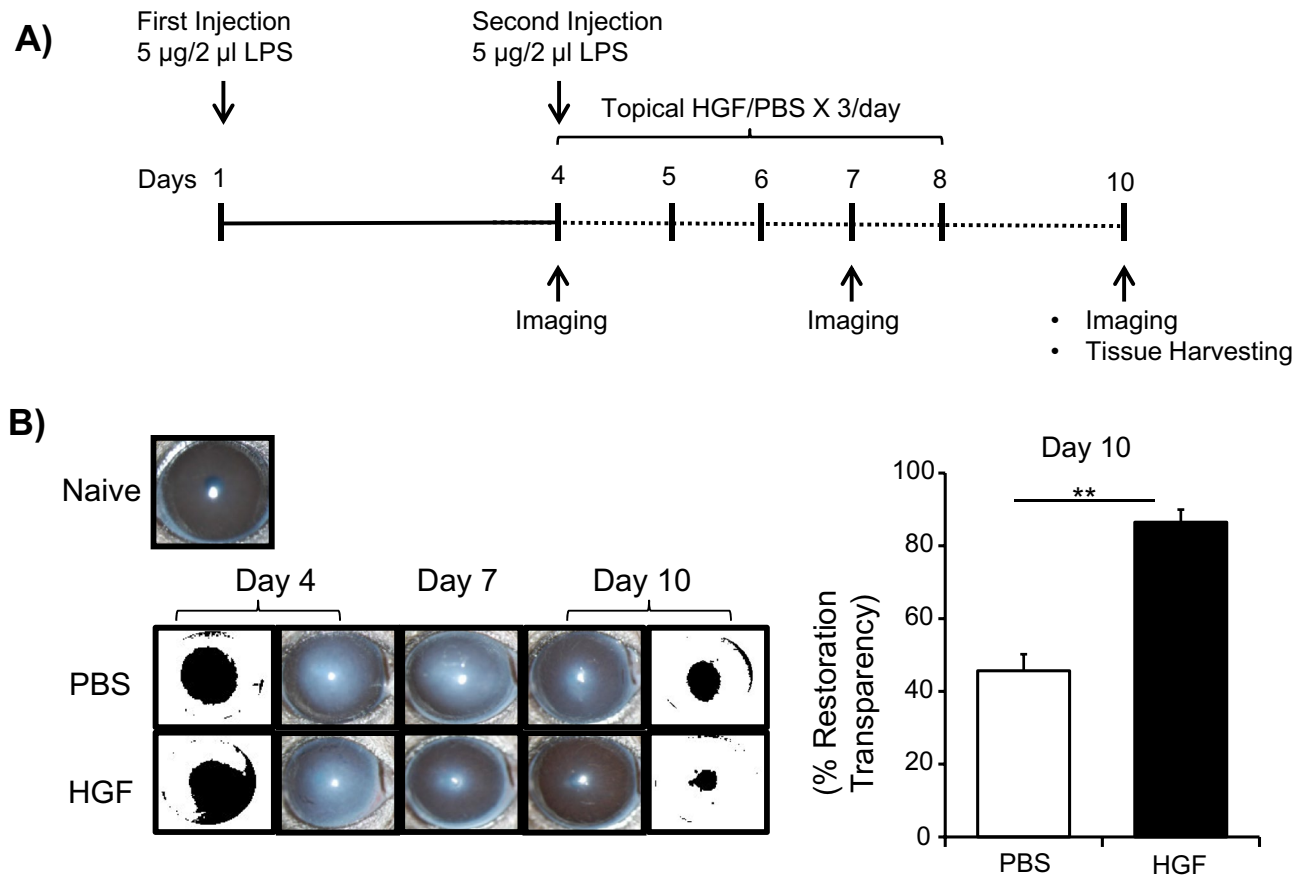 A)
First Injection
5 µg/2 µl LPS
Second Injection
5 µg/2 µl LPS
Topical HGF/PBS X 3/day
Days 1 4 5 6 7 8 10
Imaging
Imaging
• Imaging
• Tissue Harvesting
B)
Naive
Day 4 Day 7 Day 10
PBS
HGF
Day 10
**
(% Restoration
Transparency)
100
80
60
40
20
0
PBS HGF